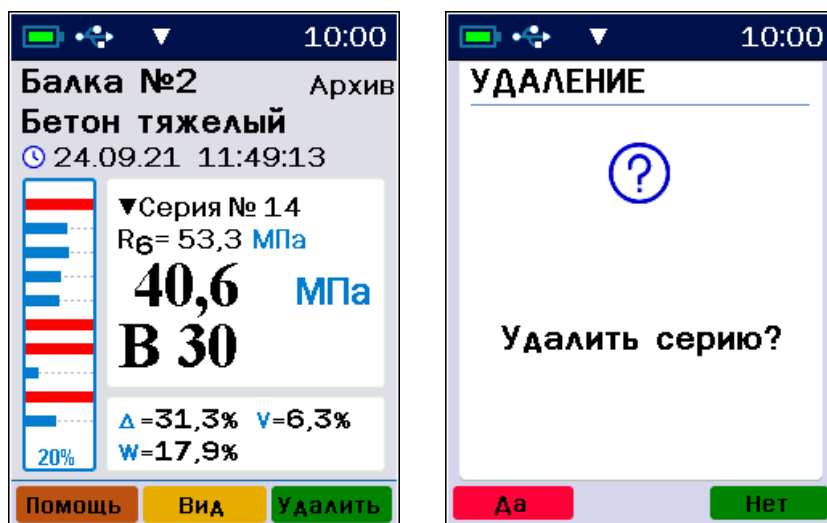 10:00
Балка №2 Архив
Бетон тяжелый
24.09.21 11:49:13
▼Серия № 14
R6= 53,3 МПа
40,6 МПа
В 30
Δ=31,3% V=6,3%
W=17,9%
20%
Помощь Вид Удалить
10:00
УДАЛЕНИЕ
?
Удалить серию?
Да Нет